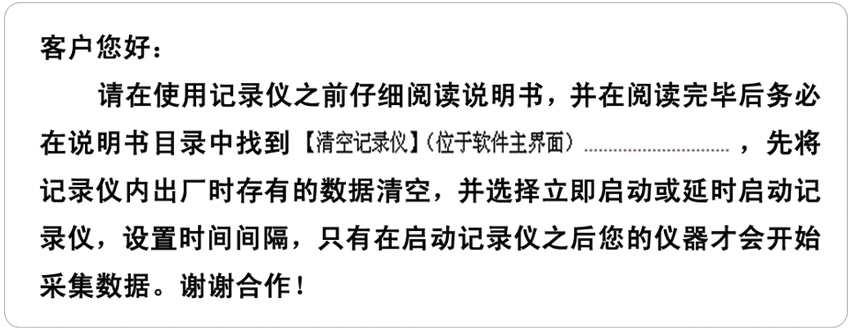 客户您好：
请在使用记录仪之前仔细阅读说明书，并在阅读完毕后务必
在说明书目录中找到【清空记录仪】（位于软件主界面）..............................，先将
记录仪内出厂时存有的数据清空，并选择立即启动或延时启动记
录仪，设置时间间隔，只有在启动记录仪之后您的仪器才会开始
采集数据。谢谢合作！